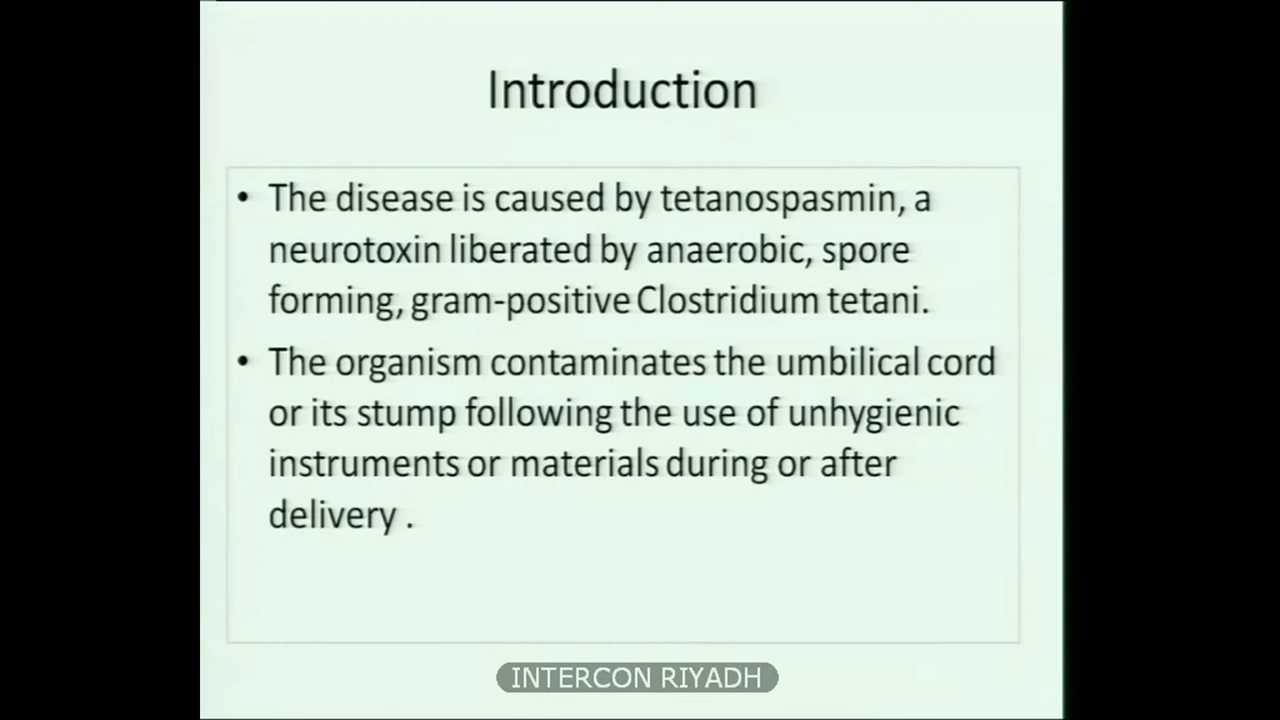 Introduction
• The disease is caused by tetanospasmin, a
neurotoxin liberated by anaerobic, spore
forming, gram-positive Clostridium tetani.
• The organism contaminates the umbilical cord
or its stump following the use of unhygienic
instruments or materials during or after
delivery .
INTERCON RIYADH